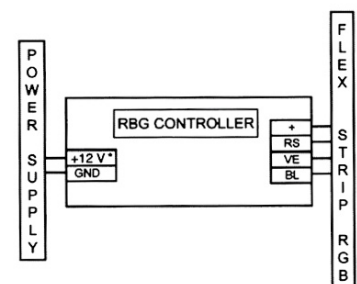 POWER SUPPLY
RBG CONTROLLER
+12 V*
GND
+
RS
VE
BL
FLEX STRIP RGB